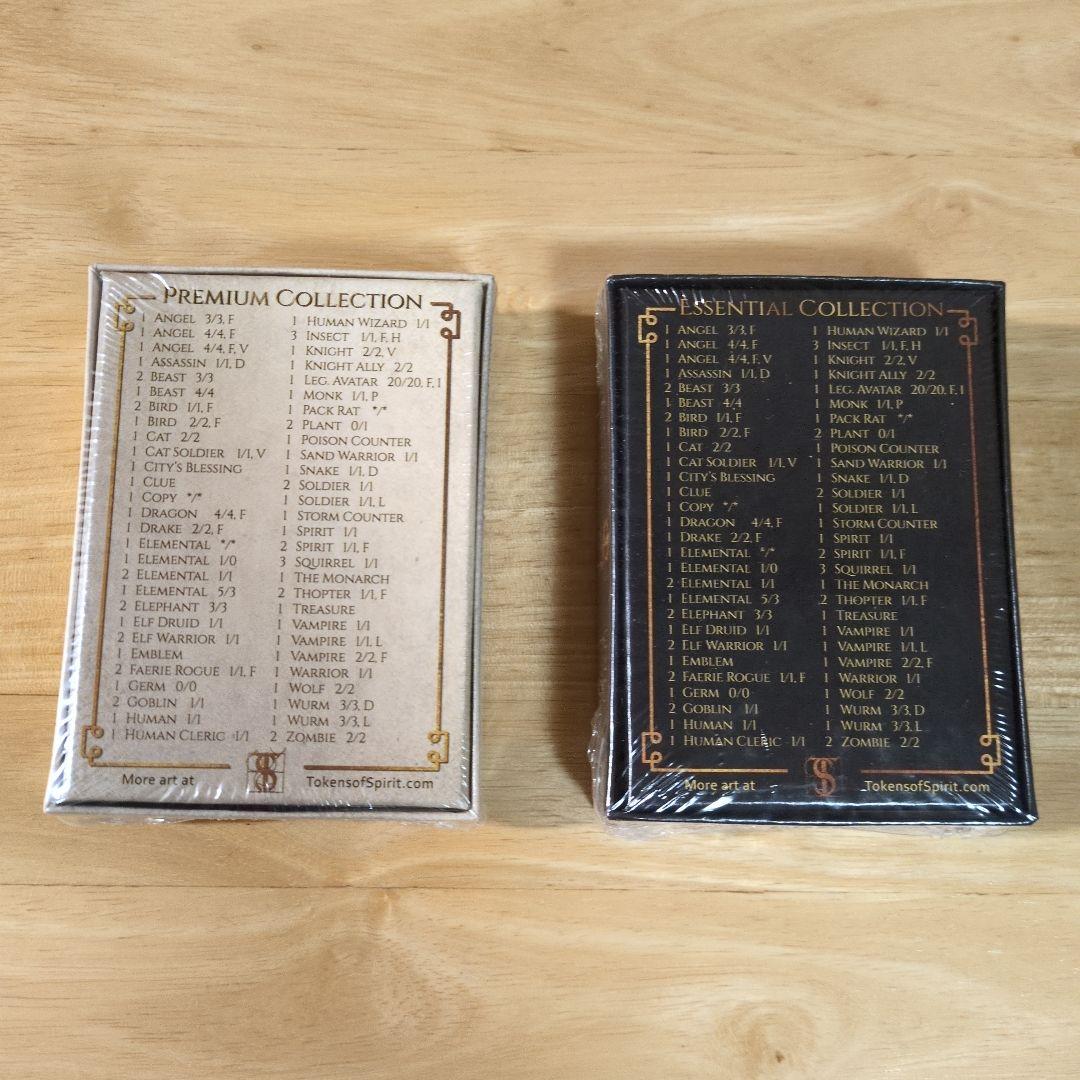 PREMIUM COLLECTION
1 ANGEL 3/3, F
1 ANGEL 4/4, F
1 ANGEL 4/4, F, V
1 ASSASSIN 1/1, D
2 BEAST 3/3
1 BEAST 4/4
2 BIRD 1/1, F
1 BIRD 2/2, F
1 CAT 2/2
1 CAT SOLDIER 1/1, V
1 CITY'S BLESSING
1 CLUE
1 COPY */*
1 DRAGON 4/4, F
1 DRAKE 2/2, F
1 ELEMENTAL */*
1 ELEMENTAL 1/0
2 ELEMENTAL 1/1
1 ELEMENTAL 5/3
2 ELEPHANT 3/3
1 ELF DRUID 1/1
2 ELF WARRIOR 1/1
1 EMBLEM
2 FAERIE ROGUE 1/1, F
1 GERM 0/0
2 GOBLIN 1/1
1 HUMAN 1/1
1 HUMAN CLERIC 1/1
1 HUMAN WIZARD 1/1
3 INSECT 1/1, F, H
1 KNIGHT 2/2, V
1 KNIGHT ALLY 2/2
1 LEG. AVATAR 20/20, F, I
1 MONK 1/1, P
1 PACK RAT */*
2 PLANT 0/1
1 POISON COUNTER
1 SAND WARRIOR 1/1
1 SNAKE 1/1, D
2 SOLDIER 1/1
1 SOLDIER 1/1, L
1 STORM COUNTER
1 SPIRIT 1/1
2 SPIRIT 1/1, F
3 SQUIRREL 1/1
1 THE MONARCH
2 THOPTER 1/1, F
1 TREASURE
1 VAMPIRE 1/1
1 VAMPIRE 1/1, L
1 VAMPIRE 2/2, F
1 WARRIOR 1/1
1 WOLF 2/2
1 WURM 3/3, D
1 WURM 3/3, L
2 ZOMBIE 2/2
More art at TokensofSpirit.com
ESSENTIAL COLLECTION
1 ANGEL 3/3, F
1 ANGEL 4/4, F
1 ANGEL 4/4, F, V
1 ASSASSIN 1/1, D
2 BEAST 3/3
1 BEAST 4/4
2 BIRD 1/1, F
1 BIRD 2/2, F
1 CAT 2/2
1 CAT SOLDIER 1/1, V
1 CITY'S BLESSING
1 CLUE
1 COPY */*
1 DRAGON 4/4, F
1 DRAKE 2/2, F
1 ELEMENTAL */*
1 ELEMENTAL 1/0
2 ELEMENTAL 1/1
1 ELEMENTAL 5/3
2 ELEPHANT 3/3
1 ELF DRUID 1/1
2 ELF WARRIOR 1/1
1 EMBLEM
2 FAERIE ROGUE 1/1, F
1 GERM 0/0
2 GOBLIN 1/1
1 HUMAN 1/1
1 HUMAN CLERIC 1/1
1 HUMAN WIZARD 1/1
3 INSECT 1/1, F, H
1 KNIGHT 2/2, V
1 KNIGHT ALLY 2/2
1 LEG. AVATAR 20/20, F, I
1 MONK 1/1, P
1 PACK RAT */*
2 PLANT 0/1
1 POISON COUNTER
1 SAND WARRIOR 1/1
1 SNAKE 1/1, D
2 SOLDIER 1/1
1 SOLDIER 1/1, L
1 STORM COUNTER
1 SPIRIT 1/1
2 SPIRIT 1/1, F
3 SQUIRREL 1/1
1 THE MONARCH
2 THOPTER 1/1, F
1 TREASURE
1 VAMPIRE 1/1
1 VAMPIRE 1/1, L
1 VAMPIRE 2/2, F
1 WARRIOR 1/1
1 WOLF 2/2
1 WURM 3/3, D
1 WURM 3/3, L
2 ZOMBIE 2/2
More art at TokensofSpirit.com